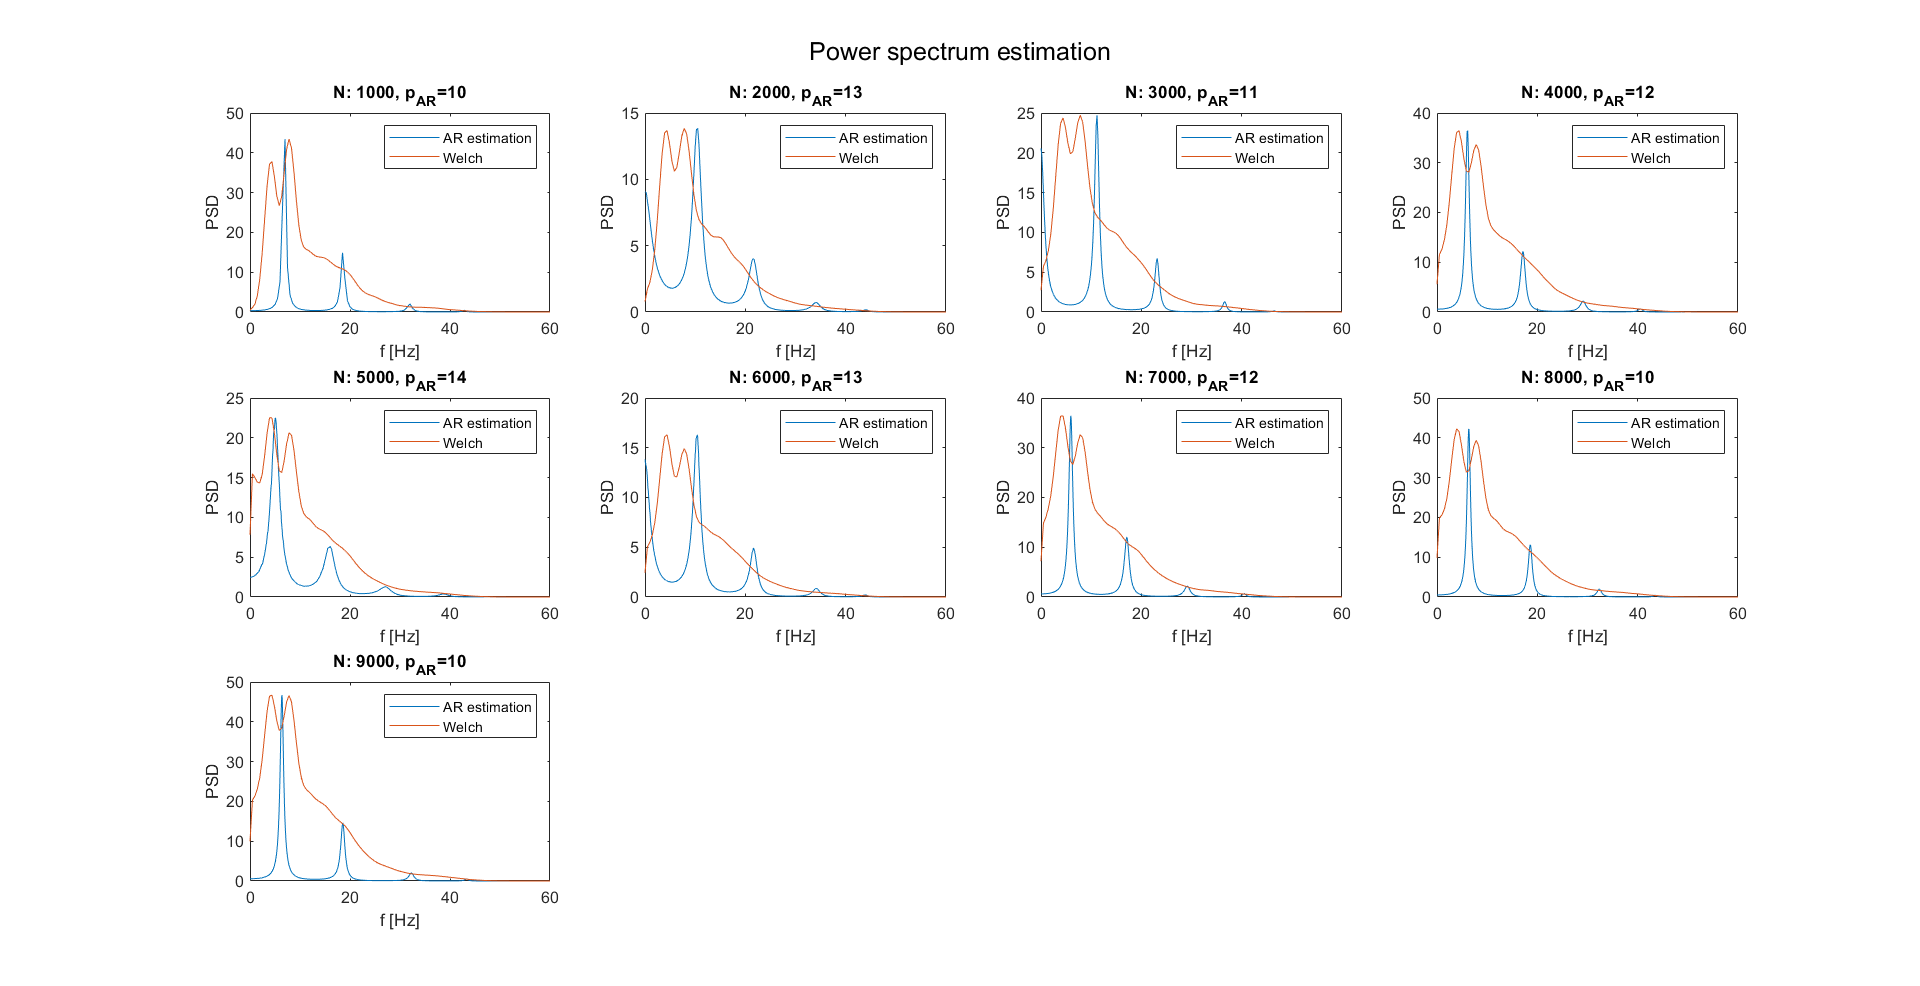 Power spectrum estimation
N: 1000, pAR=10
50
40
30
20
10
0
PSD
AR estimation
Welch
0 20 40 60
f [Hz]
N: 2000, pAR=13
15
10
5
0
PSD
AR estimation
Welch
0 20 40 60
f [Hz]
N: 3000, pAR=11
25
20
15
10
5
0
PSD
AR estimation
Welch
0 20 40 60
f [Hz]
N: 4000, pAR=12
40
30
20
10
0
PSD
AR estimation
Welch
0 20 40 60
f [Hz]
N: 5000, pAR=14
25
20
15
10
5
0
PSD
AR estimation
Welch
0 20 40 60
f [Hz]
N: 6000, pAR=13
20
15
10
5
0
PSD
AR estimation
Welch
0 20 40 60
f [Hz]
N: 7000, pAR=12
40
30
20
10
0
PSD
AR estimation
Welch
0 20 40 60
f [Hz]
N: 8000, pAR=10
50
40
30
20
10
0
PSD
AR estimation
Welch
0 20 40 60
f [Hz]
N: 9000, pAR=10
50
40
30
20
10
0
PSD
AR estimation
Welch
0 20 40 60
f [Hz]